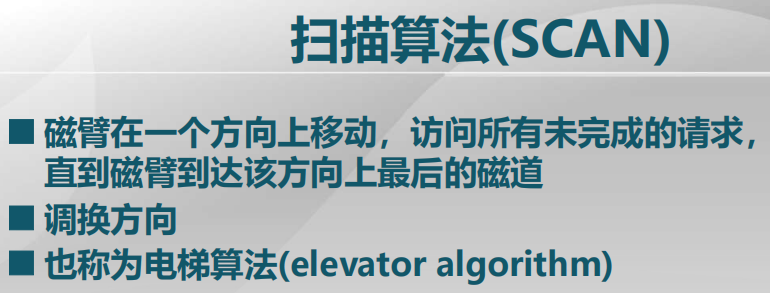 扫描算法(SCAN)
■ 磁臂在一个方向上移动，访问所有未完成的请求，
直到磁臂到达该方向上最后的磁道
■ 调换方向
■ 也称为电梯算法(elevator algorithm)